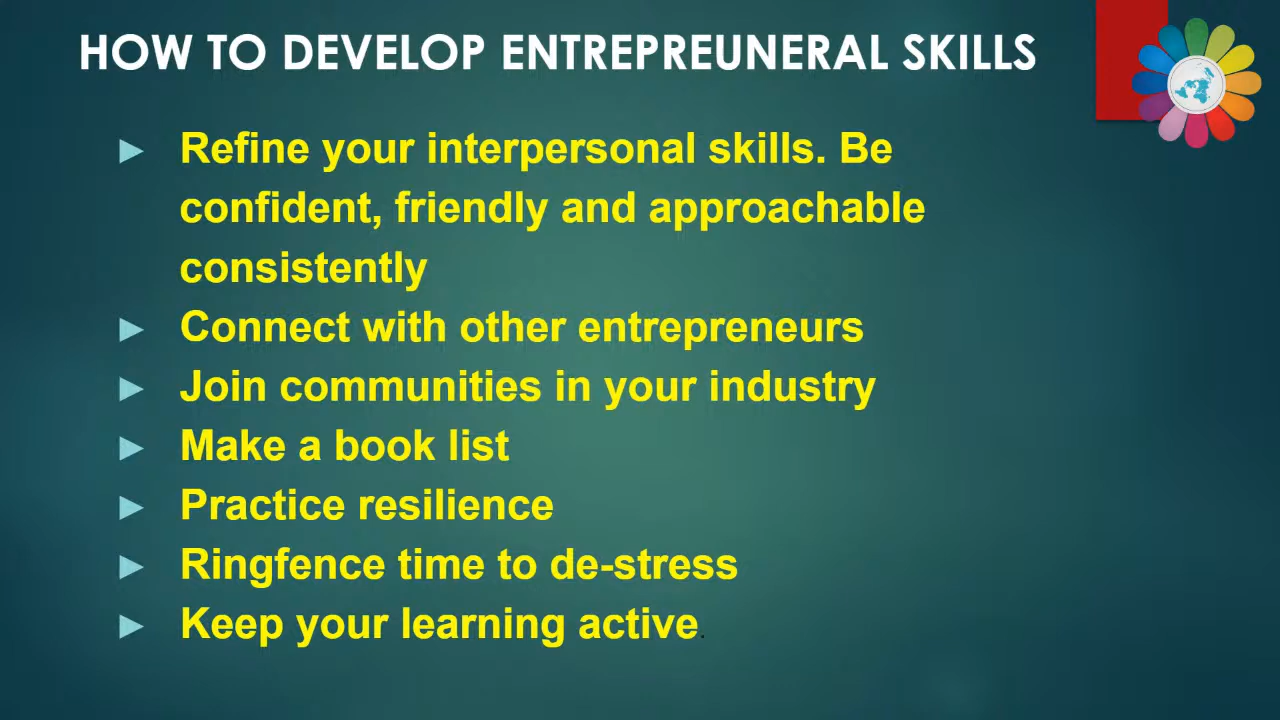 HOW TO DEVELOP ENTREPREUNERAL SKILLS
Refine your interpersonal skills. Be
confident, friendly and approachable
consistently
Connect with other entrepreneurs
Join communities in your industry
Make a book list
Practice resilience
Ringfence time to de-stress
Keep your learning active.